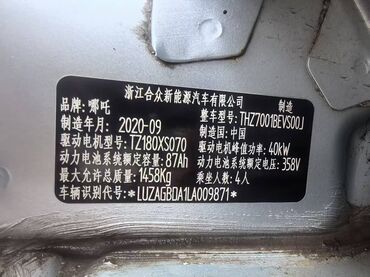 浙江合众新能源汽车有限公司 制造
品牌：哪吒 整车型号：THZ7001BEVS00J
制造年月：2020-09 制造国：中国
驱动电机型号：TZ180XS070 驱动电机峰值功率：40kW
动力电池系统额定容量：87Ah 动力电池系统额定电压：358V
最大允许总质量：1458Kg 乘坐人数：4人
车辆识别代号：*LUZAGBDA1LA009871*